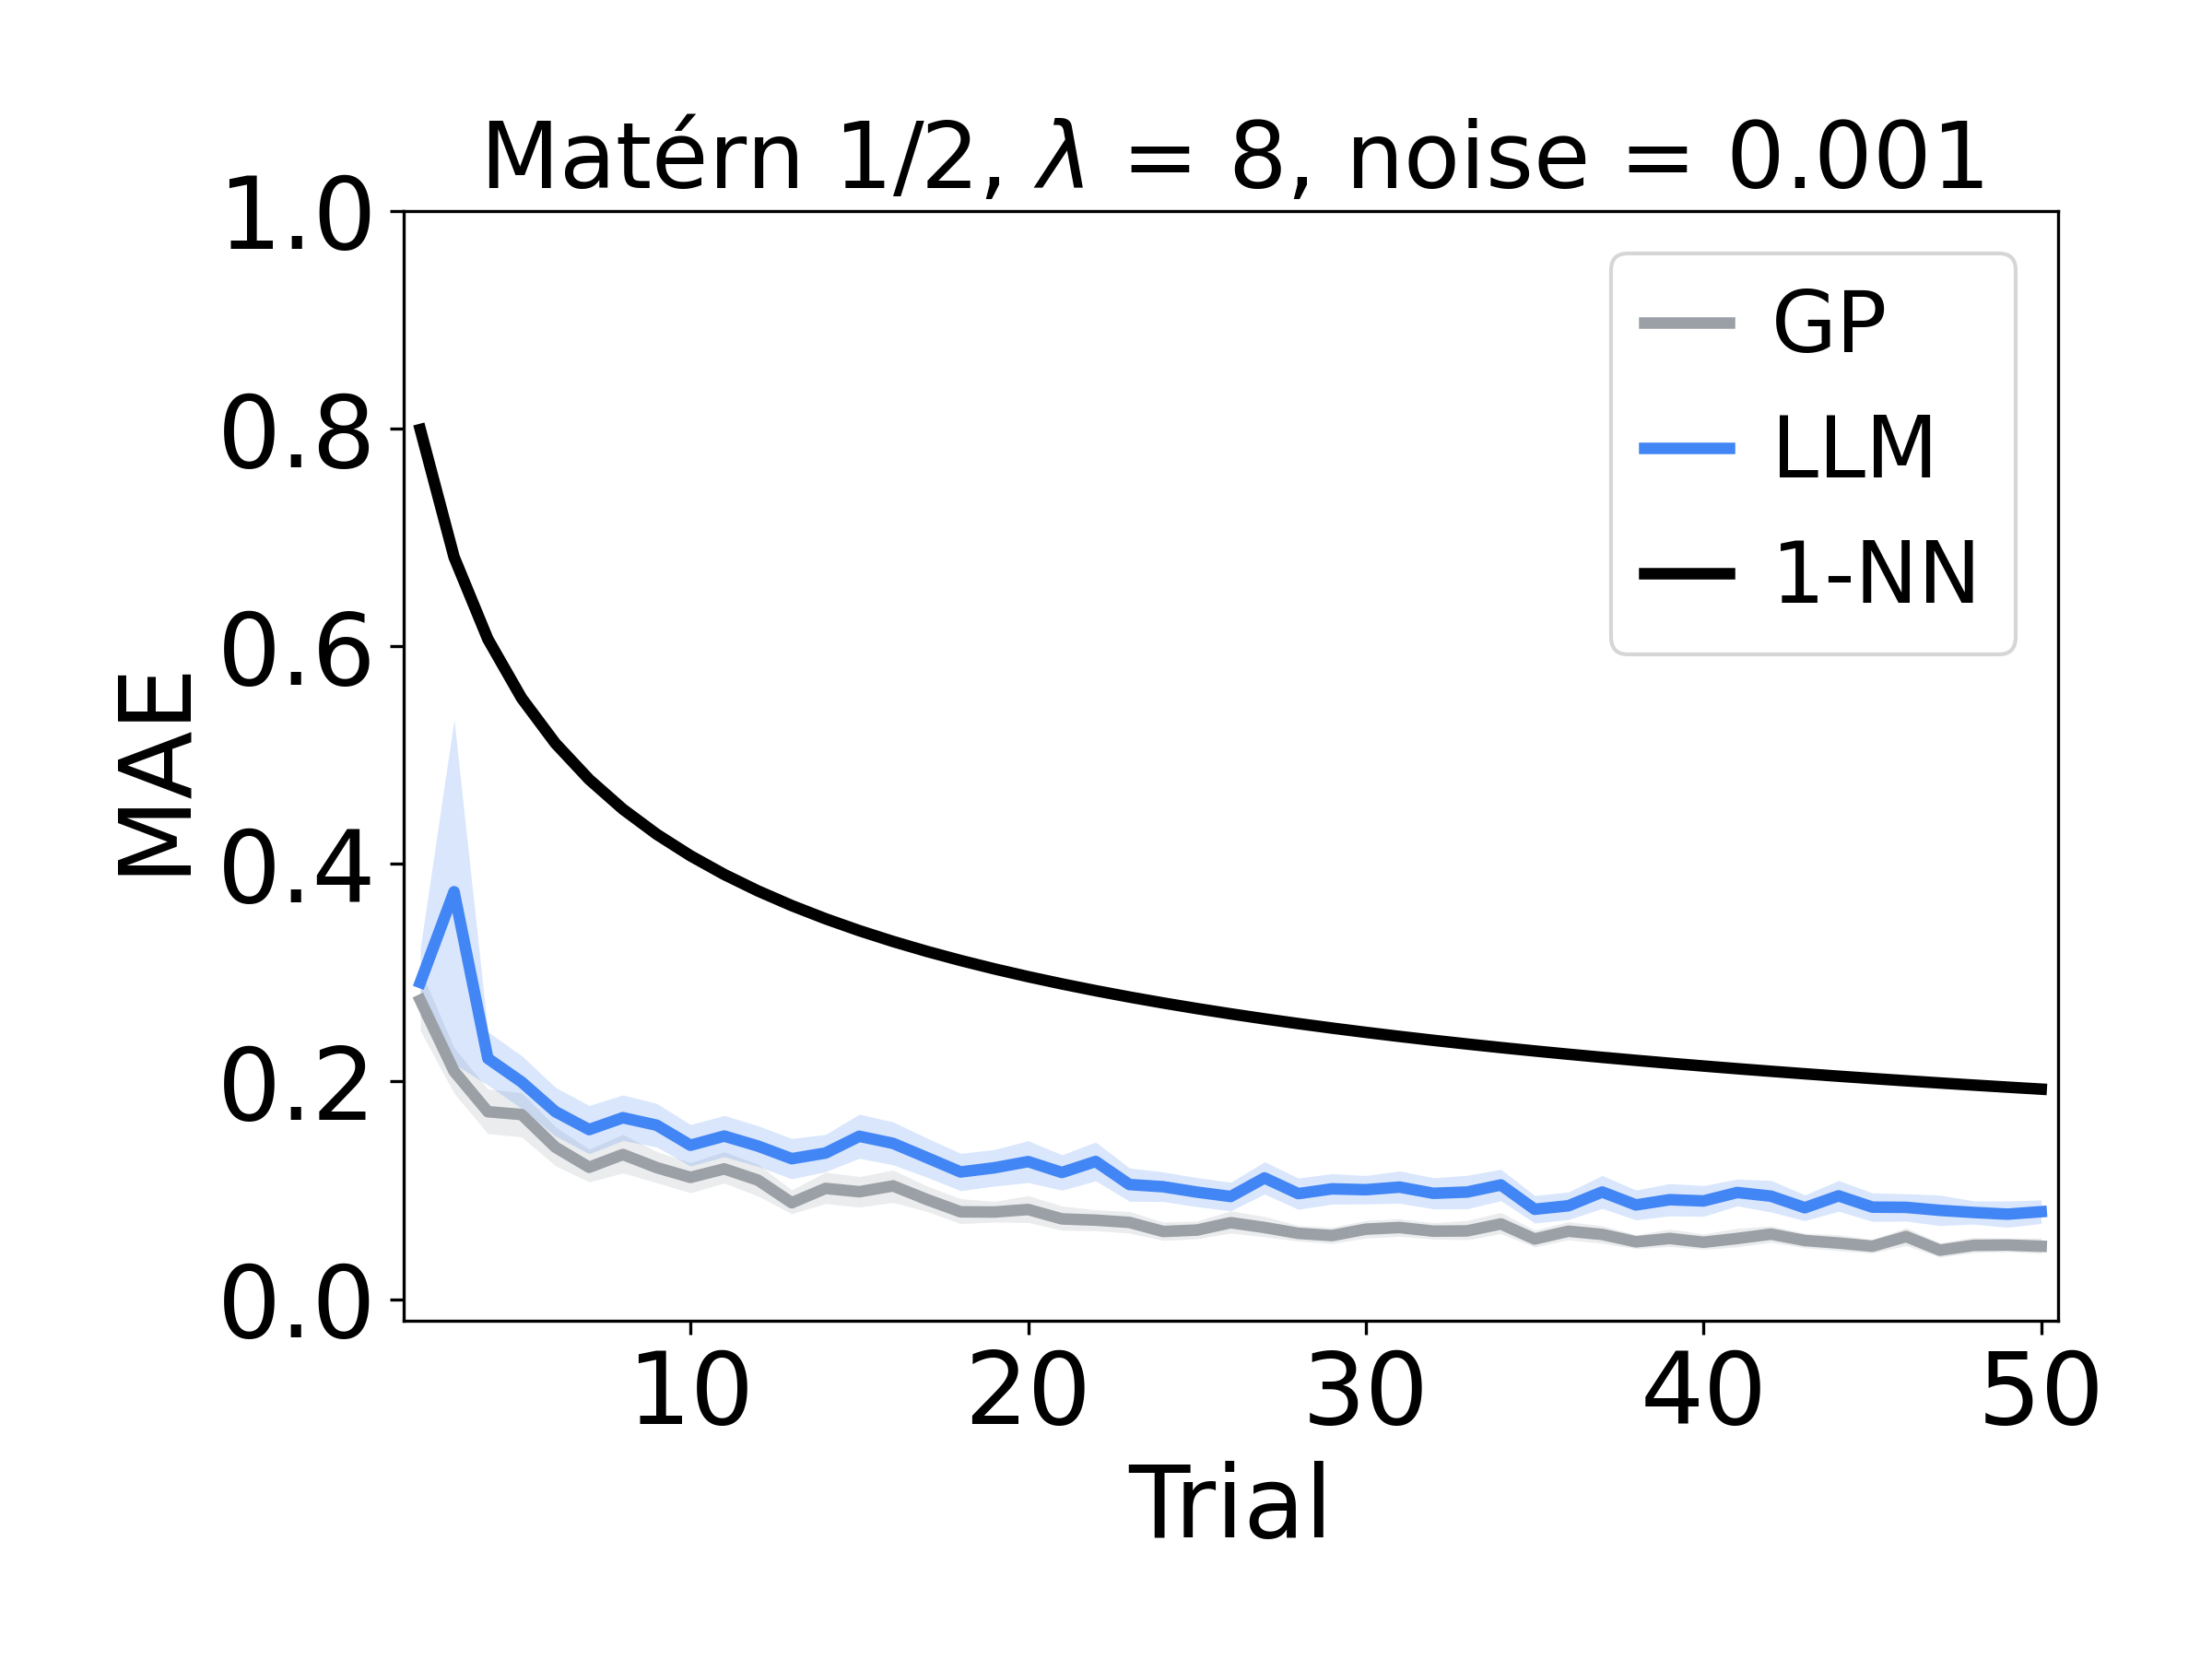 Matérn 1/2, λ = 8, noise = 0.001
1.0
0.8
0.6
0.4
0.2
0.0
MAE
GP
LLM
1-NN
10 20 30 40 50
Trial